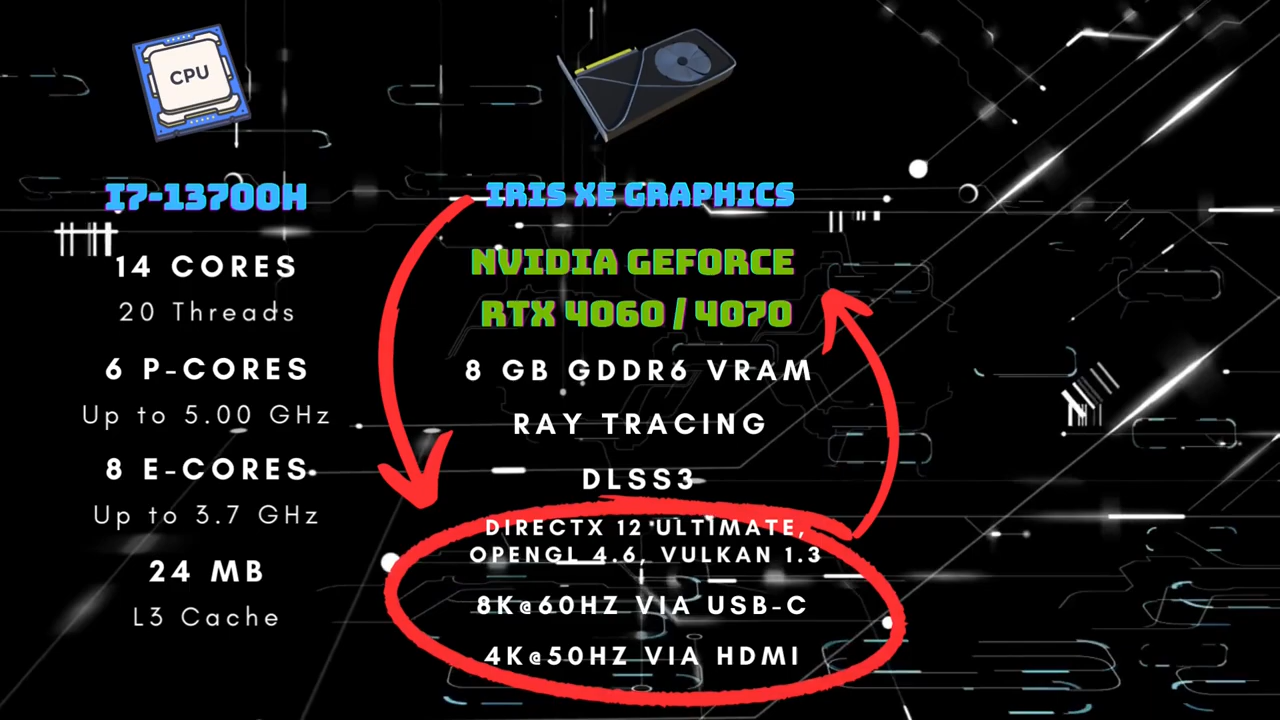 CPU
I7-13700H
14 CORES
20 Threads
6 P-CORES
Up to 5.00 GHz
8 E-CORES
Up to 3.7 GHz
24 MB
L3 Cache
IRIS XE GRAPHICS
NVIDIA GEFORCE
RTX 4060 / 4070
8 GB GDDR6 VRAM
RAY TRACING
DLSS3
DIRECTX 12 ULTIMATE,
OPENGL 4.6, VULKAN 1.3
8K@60HZ VIA USB-C
4K@50HZ VIA HDMI